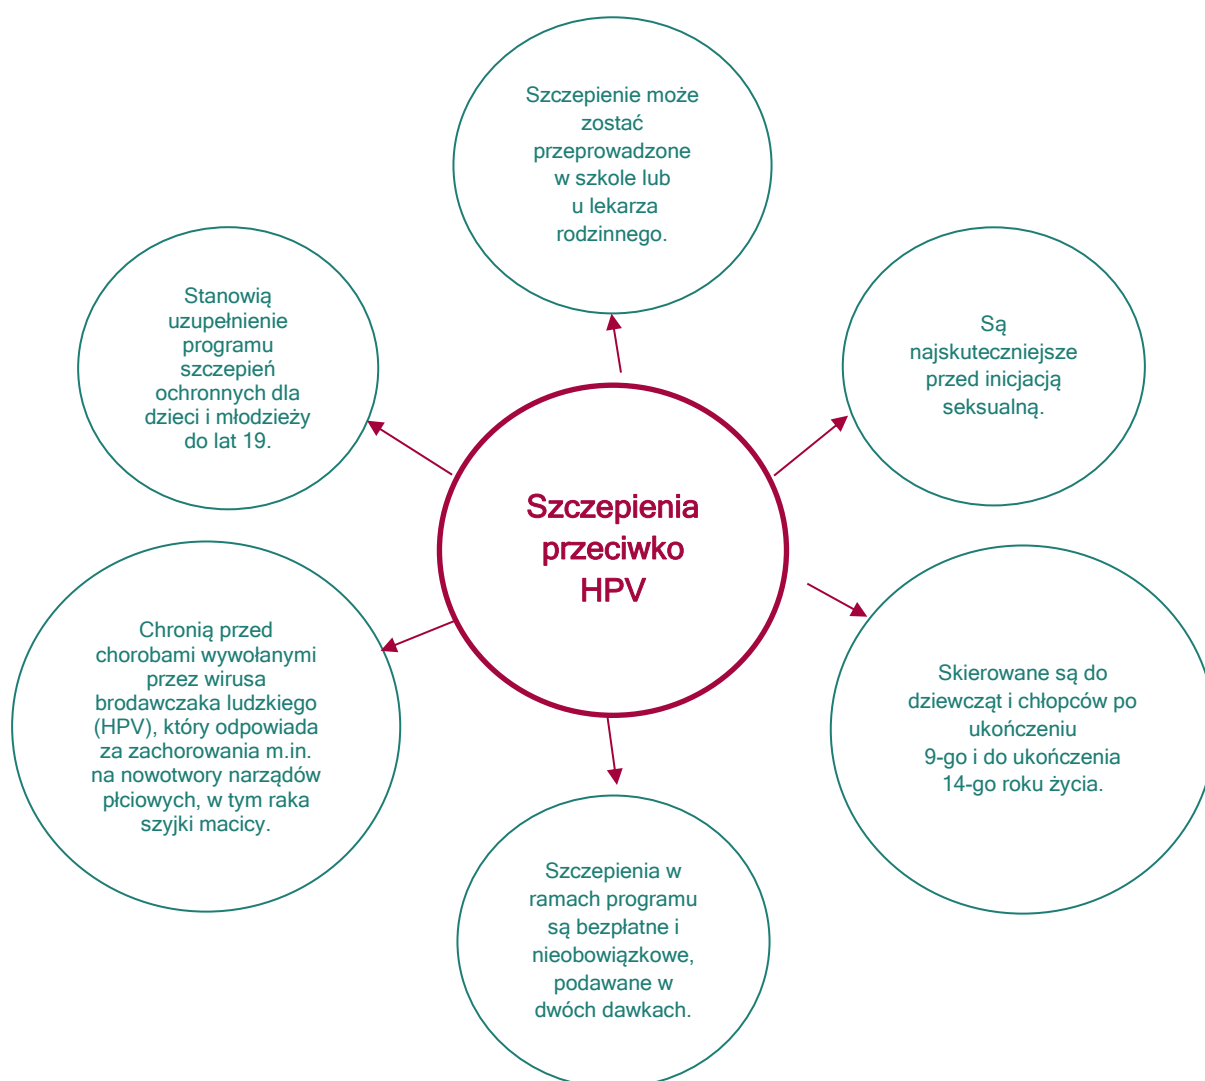 Szczepienie może
zostać
przeprowadzone
w szkole lub
u lekarza
rodzinnego.
Stanowią
uzupełnienie
programu
szczepień
ochronnych dla
dzieci i młodzieży
do lat 19.
Są
najskuteczniejsze
przed inicjacją
seksualną.
Szczepienia
przeciwko
HPV
Chronią przed
chorobami wywołanymi
przez wirusa
brodawczaka ludzkiego
(HPV), który odpowiada
za zachorowania m.in.
na nowotwory narządów
płciowych, w tym raka
szyjki macicy.
Skierowane są do
dziewcząt i chłopców po
ukończeniu
9-go i do ukończenia
14-go roku życia.
Szczepienia w
ramach programu
są bezpłatne i
nieobowiązkowe,
podawane w
dwóch dawkach.